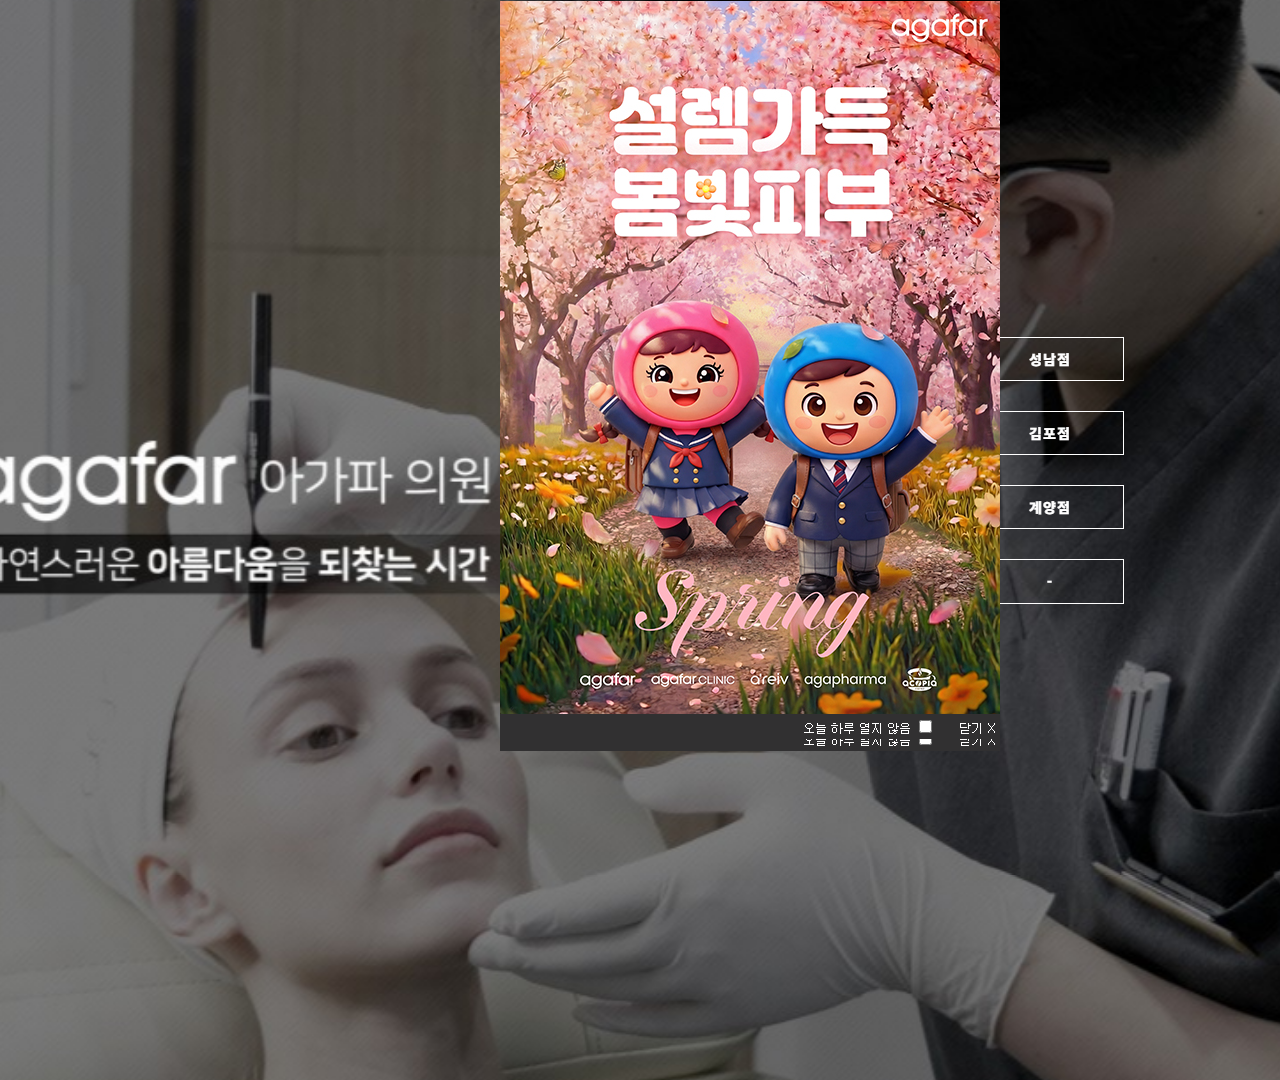 agafar
설렘가득
봄빛피부
Spring
agafar agafar CLINIC a'reiv agapharma acopia
오늘 하루 열지 않음 닫기 X
agafar 아가파 의원
자연스러운 아름다움을 되찾는 시간
성남점
김포점
계양점
-